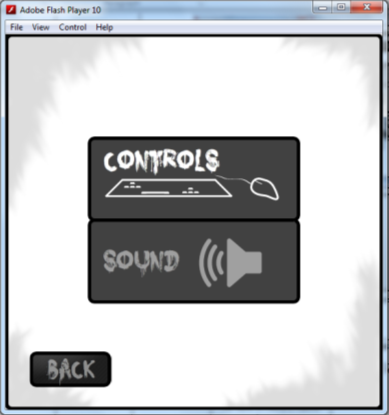 Adobe Flash Player 10
File View Control Help
CONTROLS
SOUND
BACK